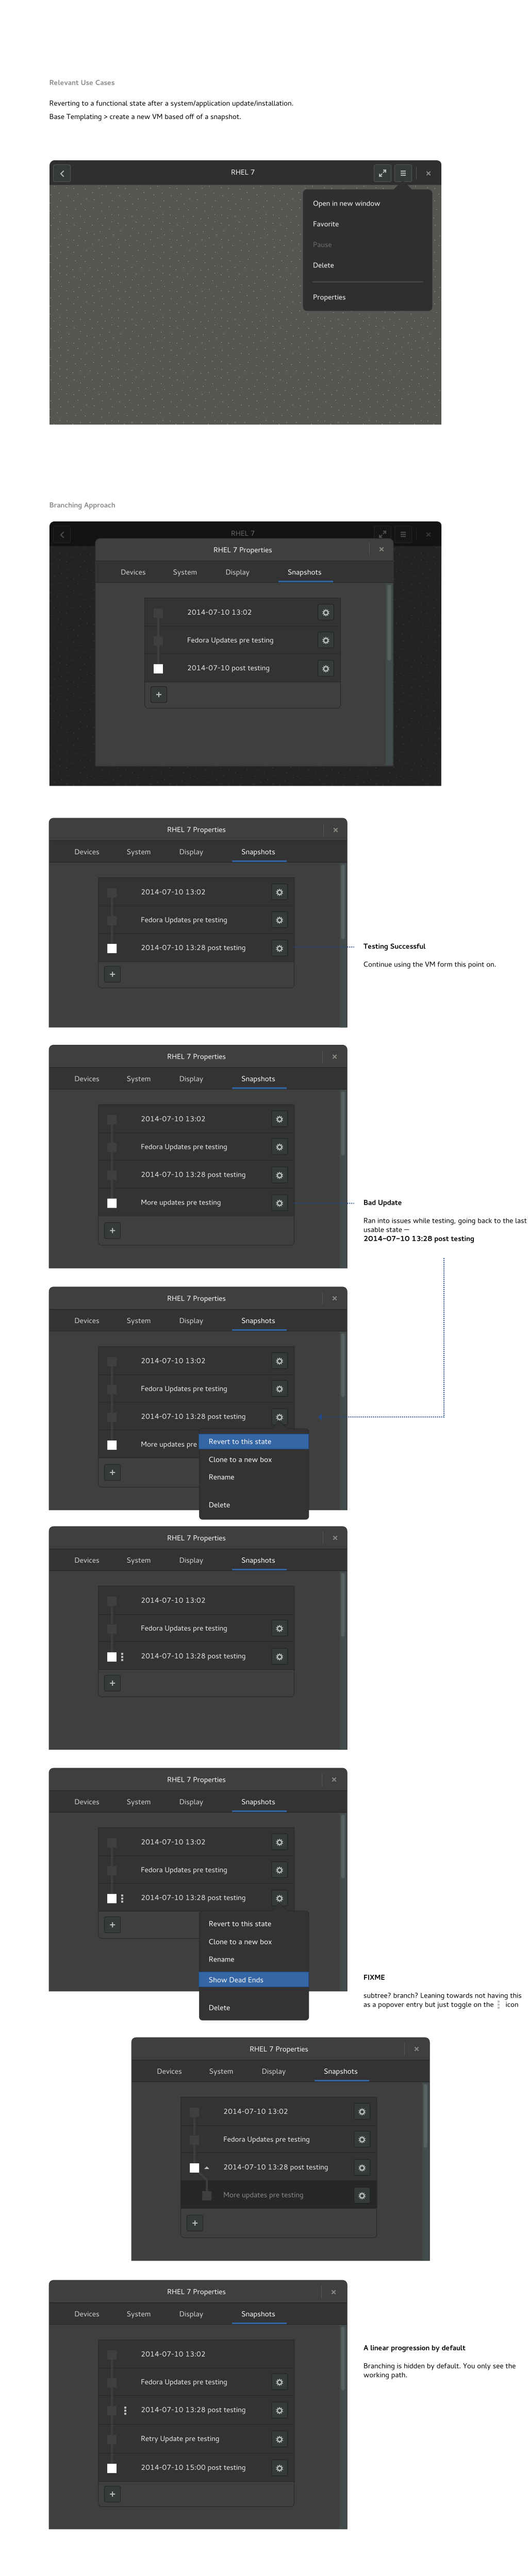 Relevant Use Cases
Reverting to a functional state after a system/application update/installation.
Base Templating > create a new VM based off of a snapshot.
RHEL 7
Open in new window
Favorite
Pause
Delete
Properties
Branching Approach
RHEL 7
RHEL 7 Properties
Devices System Display Snapshots
2014-07-10 13:02
Fedora Updates pre testing
2014-07-10 post testing
RHEL 7 Properties
Devices System Display Snapshots
2014-07-10 13:02
Fedora Updates pre testing
2014-07-10 13:28 post testing
Testing Successful
Continue using the VM form this point on.
RHEL 7 Properties
Devices System Display Snapshots
2014-07-10 13:02
Fedora Updates pre testing
2014-07-10 13:28 post testing
More updates pre testing
Bad Update
Ran into issues while testing, going back to the last
usable state —
2014-07-10 13:28 post testing
RHEL 7 Properties
Devices System Display Snapshots
2014-07-10 13:02
Fedora Updates pre testing
2014-07-10 13:28 post testing
More updates pre
Revert to this state
Clone to a new box
Rename
Delete
RHEL 7 Properties
Devices System Display Snapshots
2014-07-10 13:02
Fedora Updates pre testing
2014-07-10 13:28 post testing
RHEL 7 Properties
Devices System Display Snapshots
2014-07-10 13:02
Fedora Updates pre testing
2014-07-10 13:28 post testing
Revert to this state
Clone to a new box
Rename
Show Dead Ends
Delete
FIXME
subtree? branch? Leaning towards not having this
as a popover entry but just toggle on the ⋮ icon
RHEL 7 Properties
Devices System Display Snapshots
2014-07-10 13:02
Fedora Updates pre testing
2014-07-10 13:28 post testing
More updates pre testing
RHEL 7 Properties
Devices System Display Snapshots
2014-07-10 13:02
Fedora Updates pre testing
2014-07-10 13:28 post testing
Retry Update pre testing
2014-07-10 15:00 post testing
A linear progression by default
Branching is hidden by default. You only see the
working path.